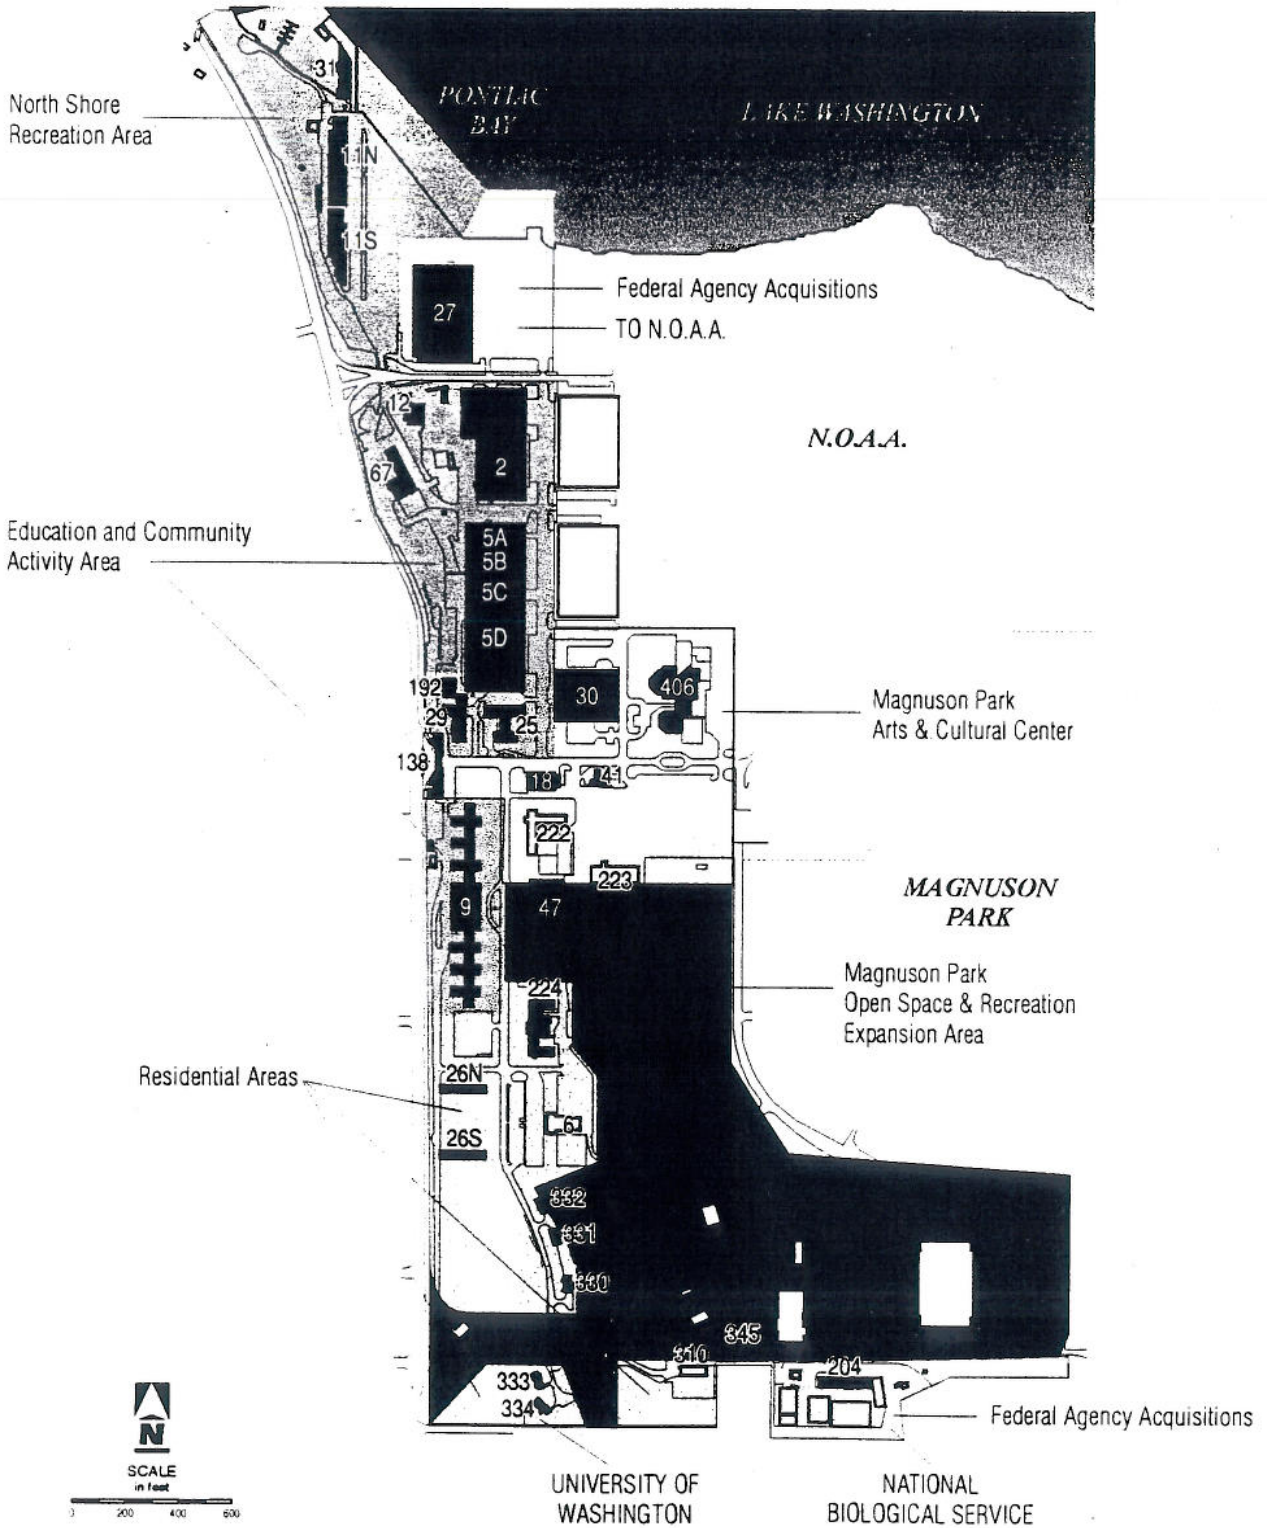 31
PONTIAC
BAY
LAKE WASHINGTON
North Shore
Recreation Area
11N
11S
27
Federal Agency Acquisitions
TO N.O.A.A.
12
2
67
N.O.A.A.
Education and Community
Activity Area
5A
5B
5C
5D
192
29
25
30
406
Magnuson Park
Arts & Cultural Center
138
18
41
222
223
9
47
MAGNUSON
PARK
224
7
Magnuson Park
Open Space & Recreation
Expansion Area
Residential Areas
26N
6
26S
332
331
330
345
310
204
333
334
N
SCALE
in feet
0 200 400 600
Federal Agency Acquisitions
UNIVERSITY OF
WASHINGTON
NATIONAL
BIOLOGICAL SERVICE